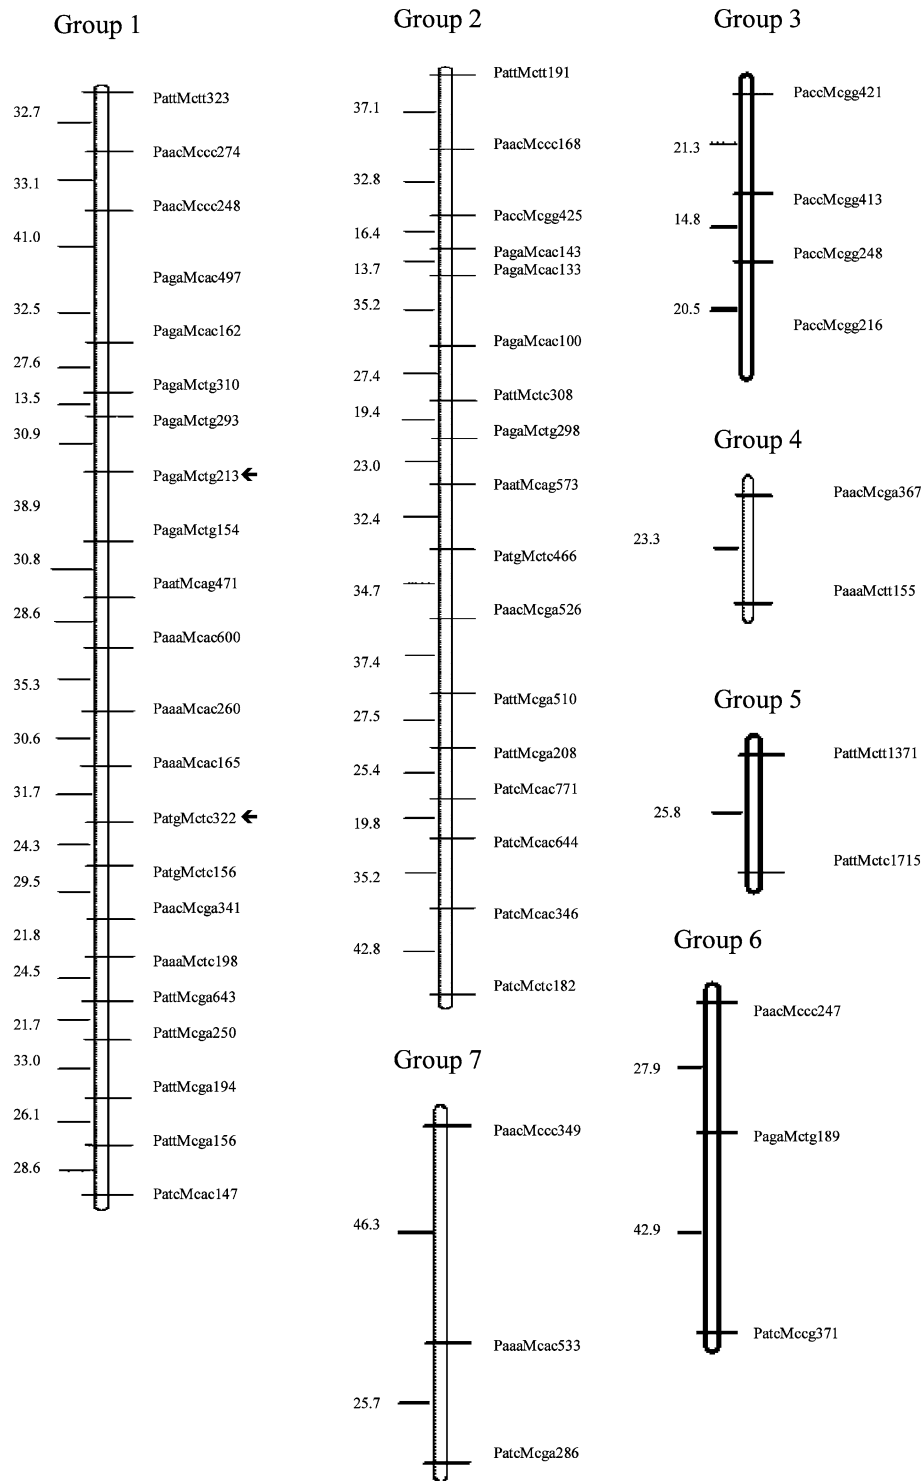 Group 1
32.7
33.1
41.0
32.5
27.6
13.5
30.9
38.9
30.8
28.6
35.3
30.6
31.7
24.3
29.5
21.8
24.5
21.7
33.0
26.1
28.6
PattMctt323
PaacMccc274
PaacMccc248
PagaMcac497
PagaMcac162
PagaMctg310
PagaMctg293
PagaMctg213
PagaMctg154
PaatMcag471
PaaaMcac600
PaaaMcac260
PaaaMcac165
PatgMctc322
PatgMctc156
PaacMcga341
PaaaMctc198
PattMcga643
PattMcga250
PattMcga194
PattMcga156
PatcMcac147
Group 2
37.1
32.8
16.4
13.7
35.2
27.4
19.4
23.0
32.4
34.7
37.4
27.5
25.4
19.8
35.2
42.8
PattMctt191
PaacMccc168
PaccMcgg425
PagaMcac143
PagaMcac133
PagaMcac100
PattMctc308
PagaMctg298
PaatMcag573
PatgMctc466
PaacMcga526
PattMcga510
PattMcga208
PatcMcac771
PatcMcac644
PatcMcac346
PatcMctc182
Group 7
46.3
25.7
PaacMccc349
PaaaMcac533
PatcMcga286
Group 3
21.3
14.8
20.5
PaccMcgg421
PaccMcgg413
PaccMcgg248
PaccMcgg216
Group 4
23.3
PaacMcga367
PaaaMctt155
Group 5
25.8
PattMctt1371
PattMctc1715
Group 6
27.9
42.9
PaacMccc247
PagaMctg189
PatcMccg371